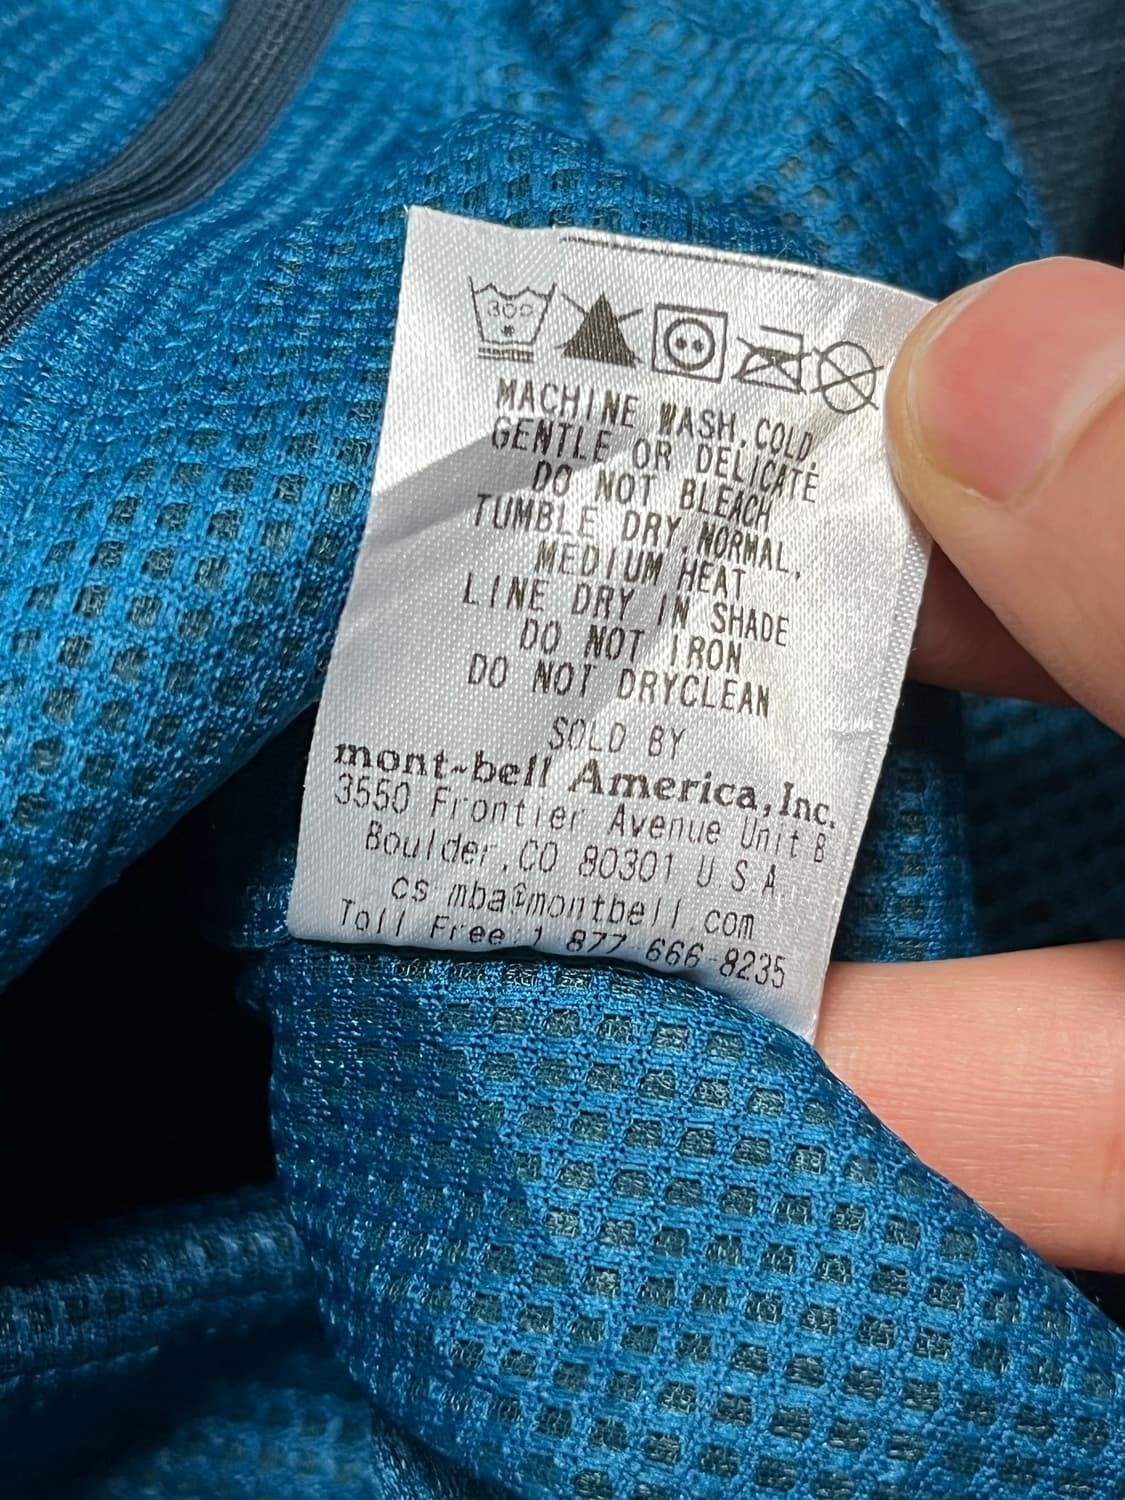 30°C
MACHINE WASH, COLD,
GENTLE OR DELICATE
DO NOT BLEACH
TUMBLE DRY, NORMAL,
MEDIUM HEAT
LINE DRY IN SHADE
DO NOT IRON
DO NOT DRYCLEAN
SOLD BY
mont-bell America, Inc.
3550 Frontier Avenue Unit B
Boulder, CO 80301 U.S.A.
cs.mba@montbell.com
Toll Free:1-877-666-8235